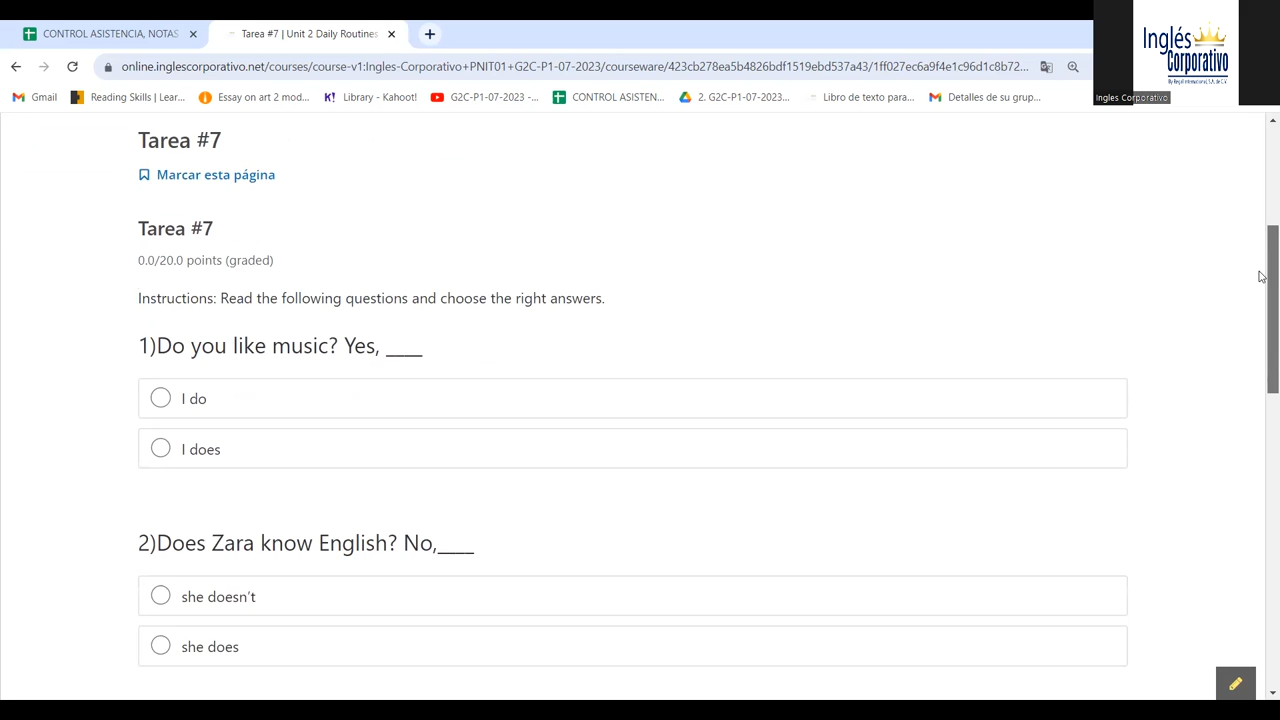 CONTROL ASISTENCIA, NOTAS
Tarea #7 | Unit 2 Daily Routines
online.inglescorporativo.net/courses/course-v1:Ingles-Corporativo+PNITB+G2C-P1-07-2023/courseware/423cb278ea5b4826bdf1519ebd537a43/1ff027ec6a9f4e1c96d1c8b72...
Gmail
Reading Skills | Lear...
Essay on art 2 mod...
Library - Kahoot!
CONTROL ASISTEN...
2. G2C-P1-07-2023...
Libro de texto para...
Detalles de su grup...
Inglés
Corporativo
Ingles Corporativo
Tarea #7
Marcar esta página
Tarea #7
0.0/20.0 points (graded)
Instructions: Read the following questions and choose the right answers.
1)Do you like music? Yes, ____
I do
I does
2)Does Zara know English? No,____
she doesn't
she does